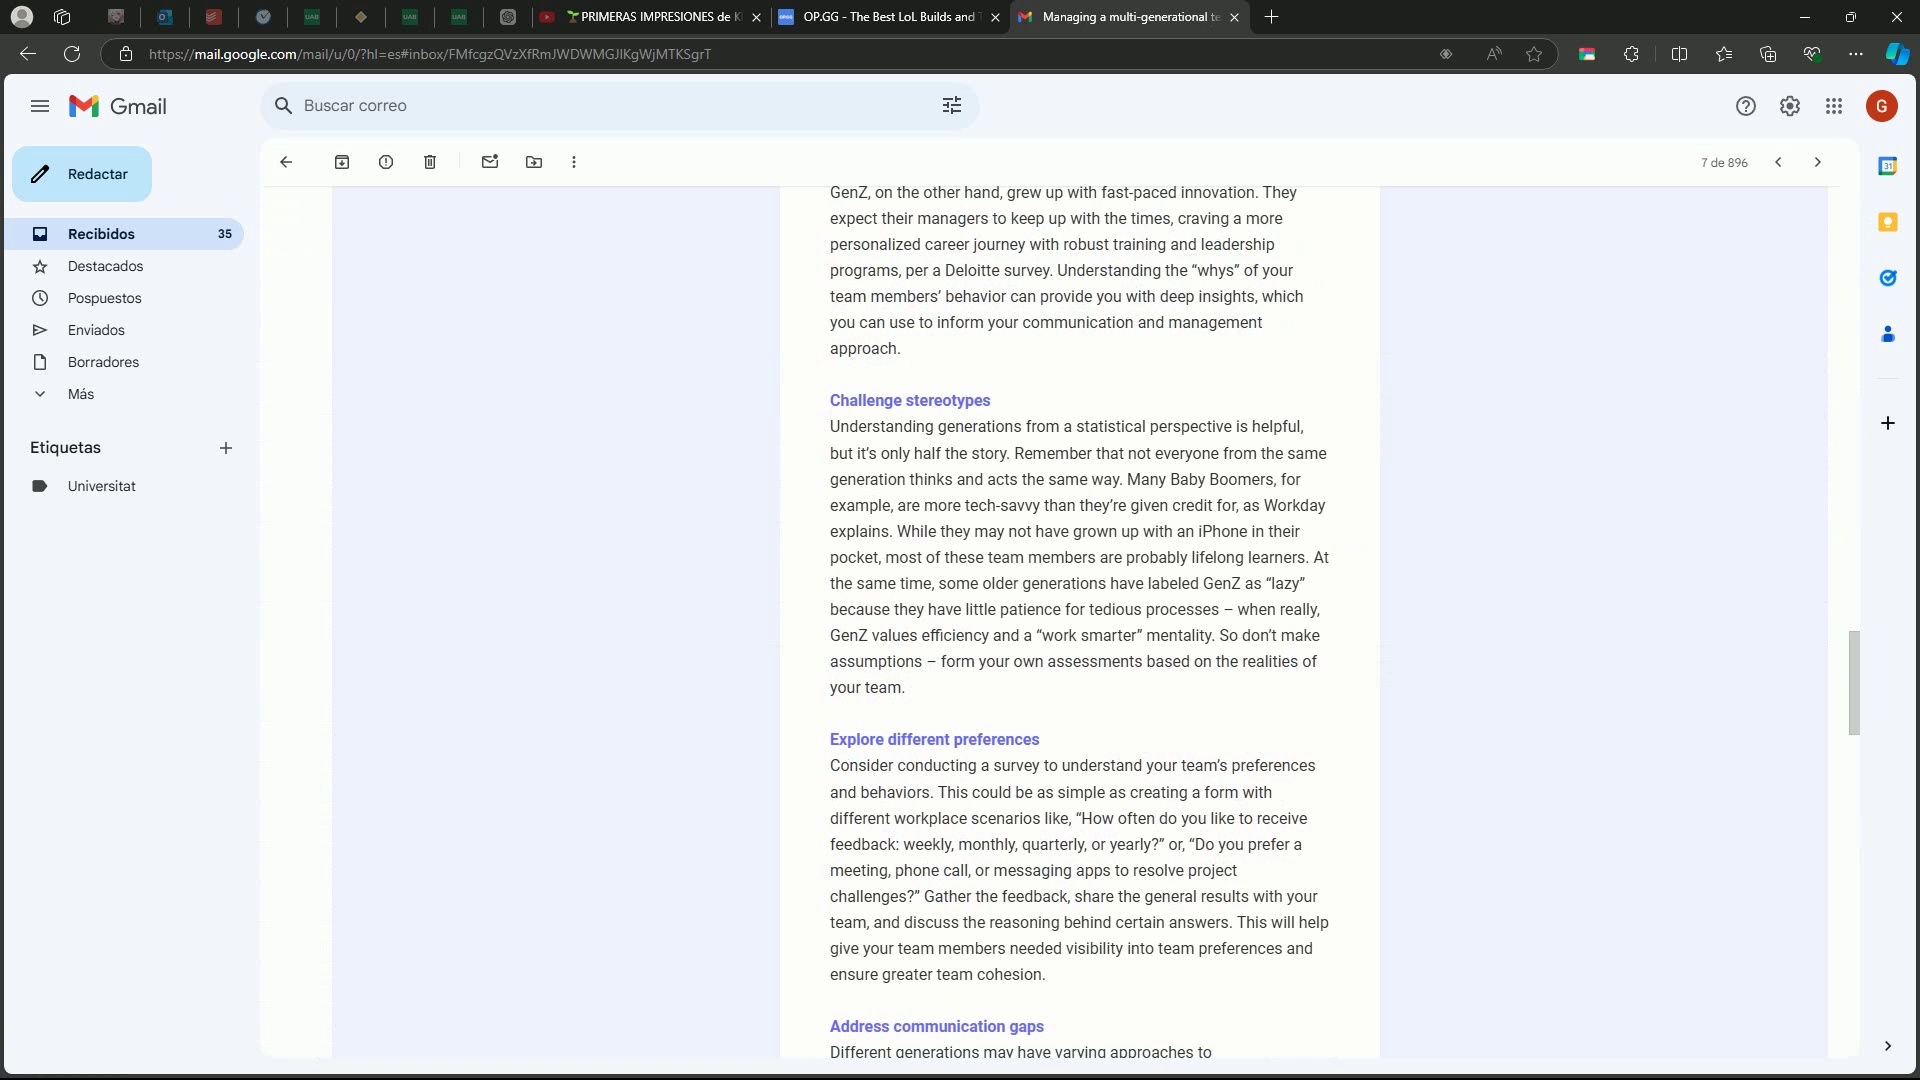 PRIMERAS IMPRESIONES de K
OP.GG - The Best LoL Builds and T
Managing a multi-generational te
https://mail.google.com/mail/u/0/?hl=es#inbox/FMfcgzQVzXfRmJWDWMGJlKgWjMTKSgrT
Gmail
Buscar correo
G
Redactar
7 de 896
31
Recibidos 35
Destacados
Pospuestos
Enviados
Borradores
Más
Etiquetas
Universitat
GenZ, on the other hand, grew up with fast-paced innovation. They
expect their managers to keep up with the times, craving a more
personalized career journey with robust training and leadership
programs, per a Deloitte survey. Understanding the “whys” of your
team members’ behavior can provide you with deep insights, which
you can use to inform your communication and management
approach.
Challenge stereotypes
Understanding generations from a statistical perspective is helpful,
but it’s only half the story. Remember that not everyone from the same
generation thinks and acts the same way. Many Baby Boomers, for
example, are more tech-savvy than they’re given credit for, as Workday
explains. While they may not have grown up with an iPhone in their
pocket, most of these team members are probably lifelong learners. At
the same time, some older generations have labeled GenZ as “lazy”
because they have little patience for tedious processes – when really,
GenZ values efficiency and a “work smarter” mentality. So don’t make
assumptions – form your own assessments based on the realities of
your team.
Explore different preferences
Consider conducting a survey to understand your team’s preferences
and behaviors. This could be as simple as creating a form with
different workplace scenarios like, “How often do you like to receive
feedback: weekly, monthly, quarterly, or yearly?” or, “Do you prefer a
meeting, phone call, or messaging apps to resolve project
challenges?” Gather the feedback, share the general results with your
team, and discuss the reasoning behind certain answers. This will help
give your team members needed visibility into team preferences and
ensure greater team cohesion.
Address communication gaps
Different generations may have varying approaches to